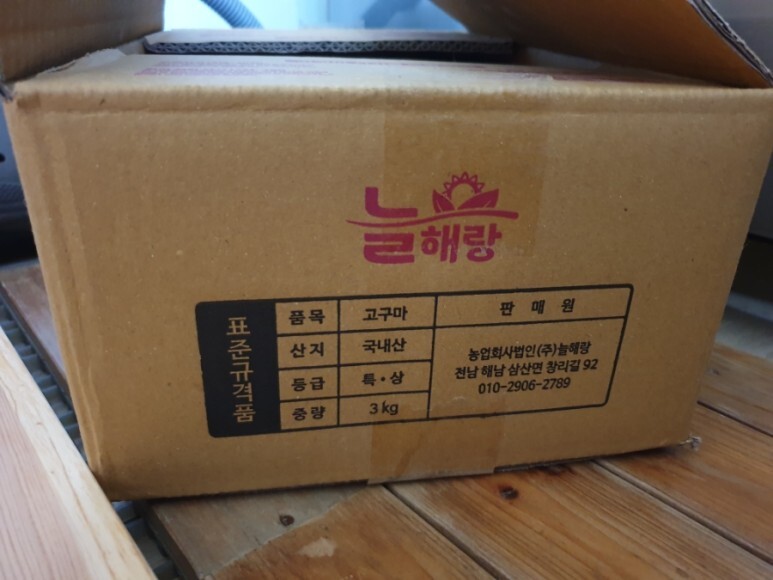 늘해랑
표준규격품
품목 고구마
산지 국내산
등급 특·상
중량 3kg
판매원
농업회사법인(주)늘해랑
전남 해남 삼산면 창리길 92
010-2906-2789